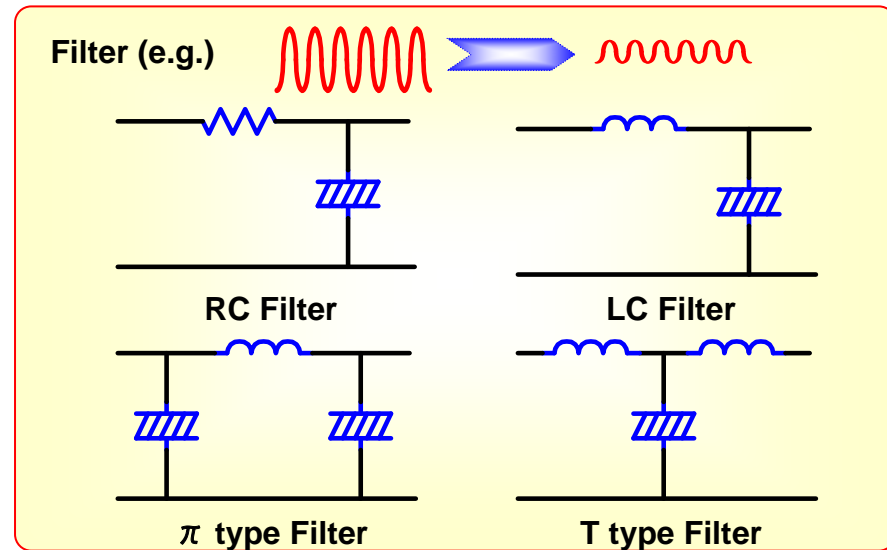 Filter (e.g.)
RC Filter
LC Filter
π type Filter
T type Filter